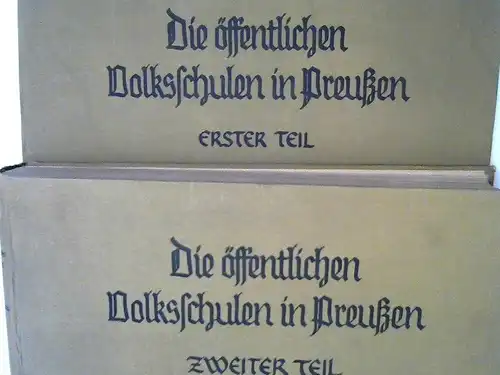 Die öffentlichen
Volksſchulen in Preußen
ERSTER TEIL
Die öffentlichen
Volksſchulen in Preußen
ZWEITER TEIL